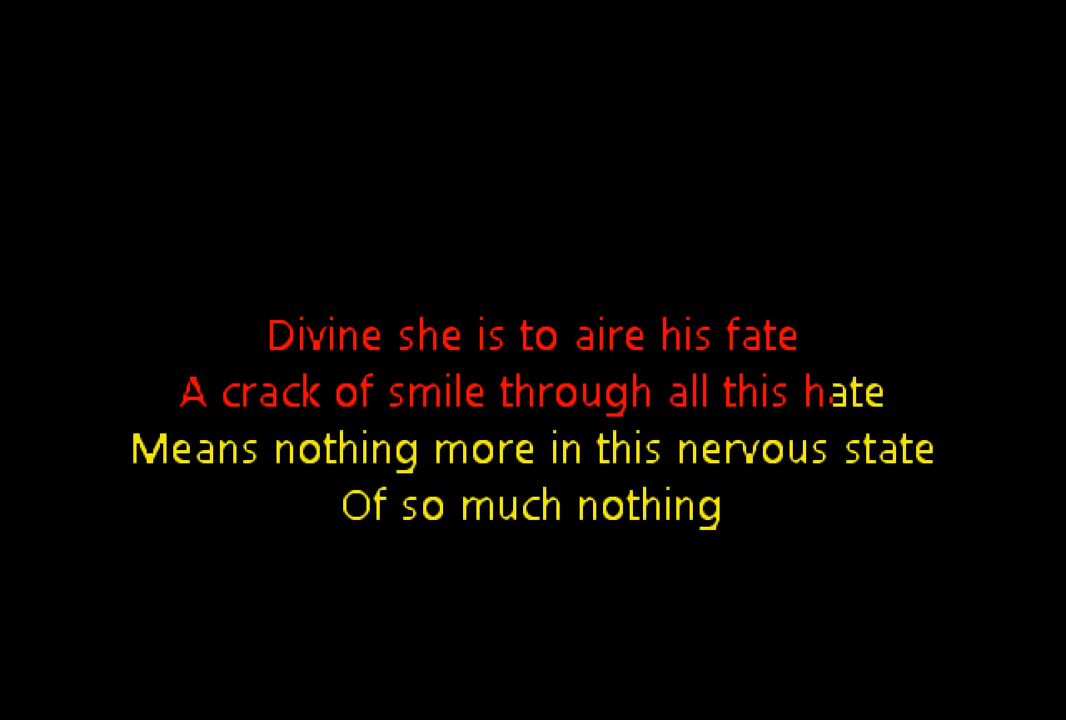 Divine she is to aire his fate
A crack of smile through all this hate
Means nothing more in this nervous state
Of so much nothing